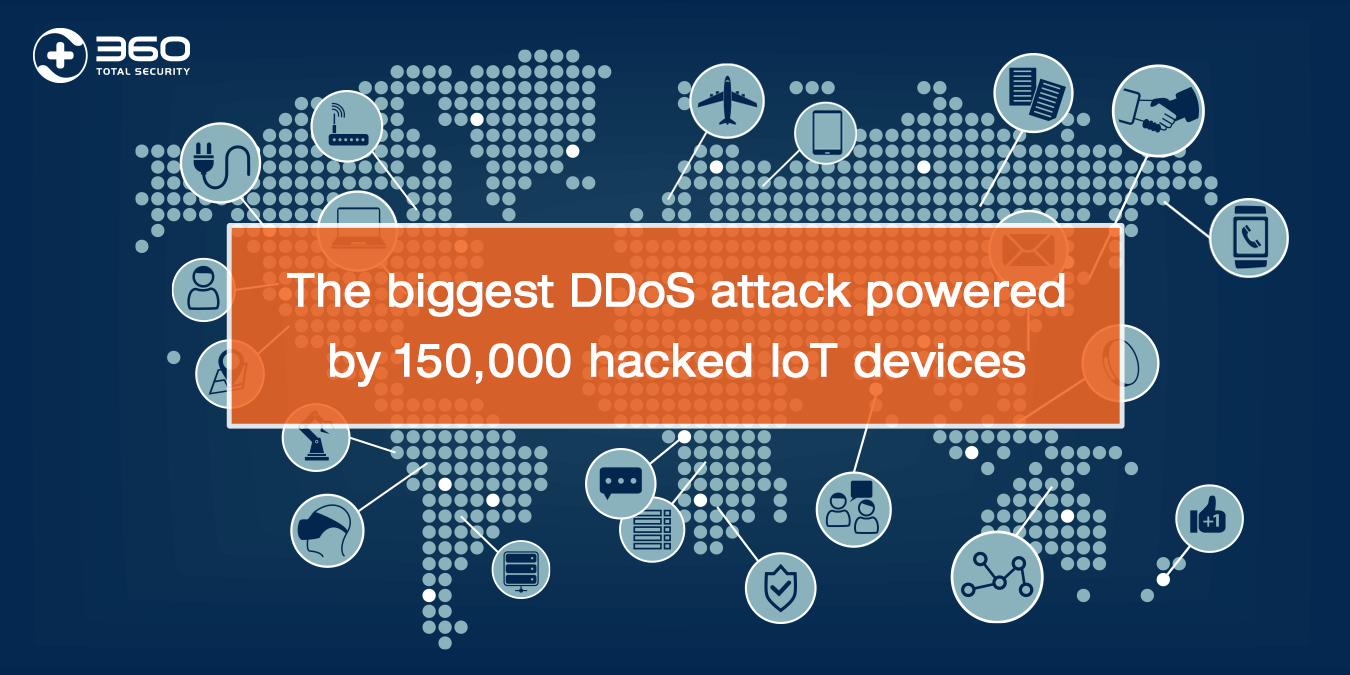 360
TOTAL SECURITY
The biggest DDoS attack powered
by 150,000 hacked IoT devices
+1